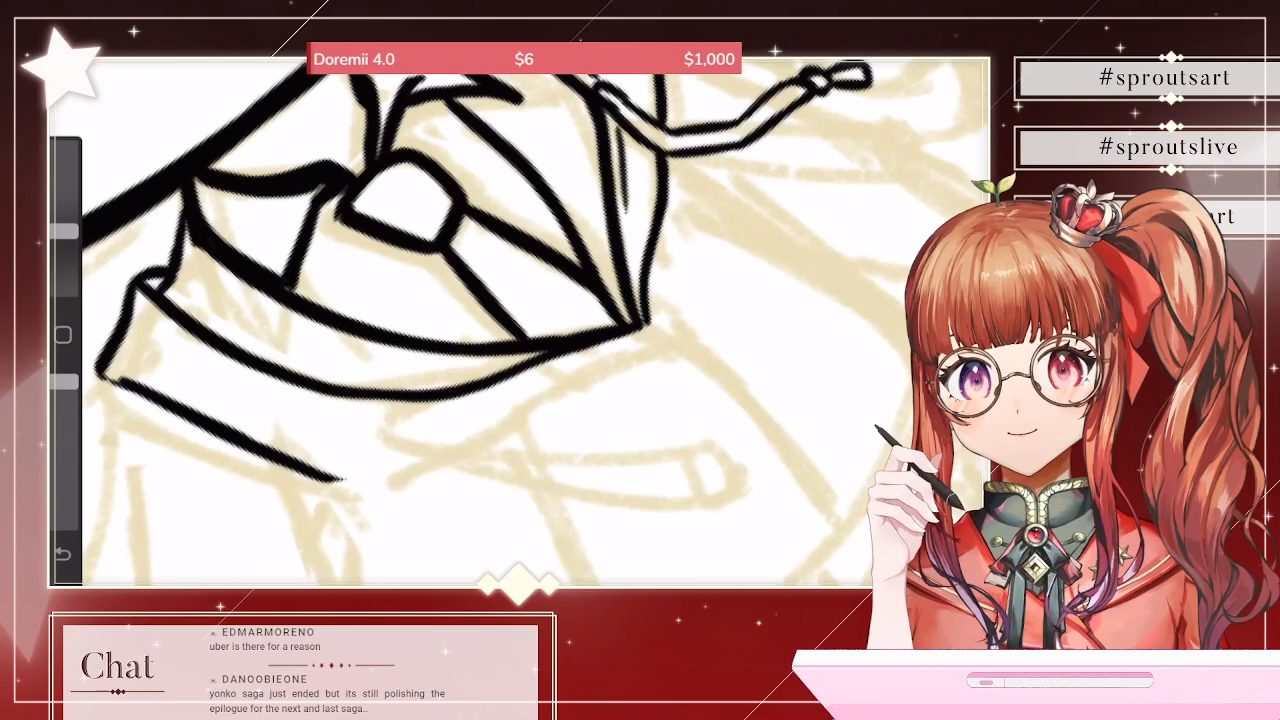 Doremii 4.0 $6 $1,000
#sproutsart
#sproutslive
rt
Chat
EDMARMORENO
uber is there for a reason
DANOOBIEONE
yonko saga just ended but its still polishing the
epilogue for the next and last saga..